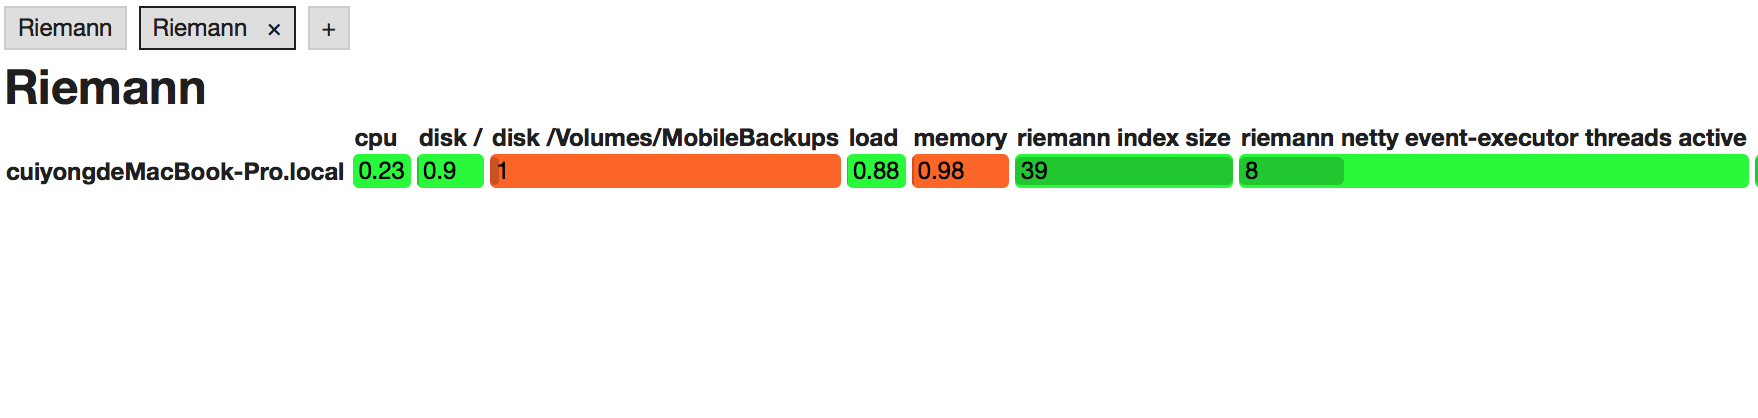 Riemann Riemann × +
Riemann
cpu disk / disk /Volumes/MobileBackups load memory riemann index size riemann netty event-executor threads active
cuiyongdeMacBook-Pro.local 0.23 0.9 1 0.88 0.98 39 8